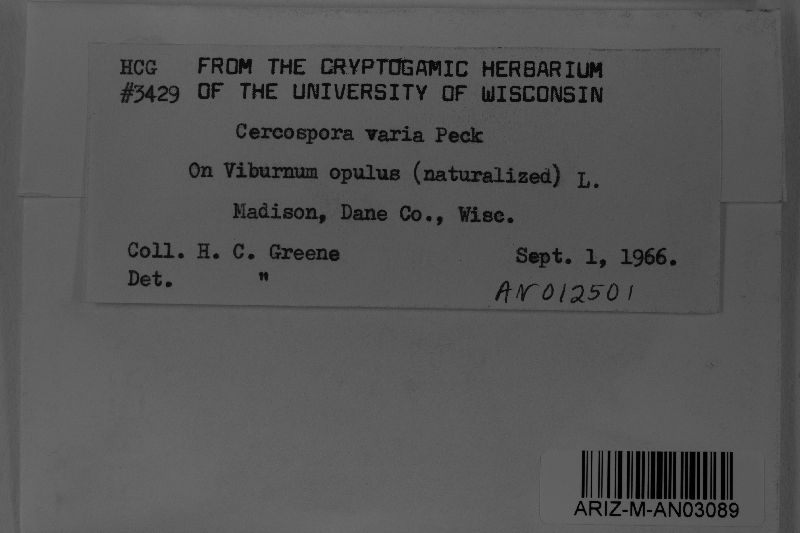 HCG FROM THE CRYPTOGAMIC HERBARIUM
#3429 OF THE UNIVERSITY OF WISCONSIN
Cercospora varia Peck
On Viburnum opulus (naturalized) L.
Madison, Dane Co., Wisc.
Coll. H. C. Greene Sept. 1, 1966.
Det. "
AN012501
ARIZ-M-AN03089